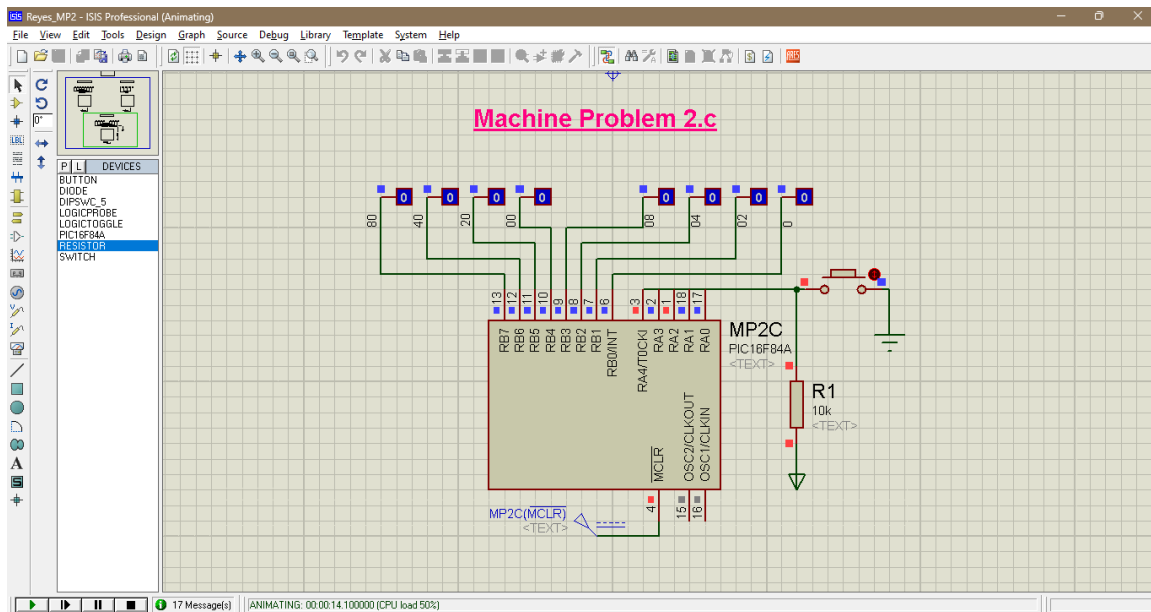 ISIS Reyes_MP2 - ISIS Professional (Animating)
File View Edit Tools Design Graph Source Debug Library Template System Help
0°
LBL
P L DEVICES
BUTTON
DIODE
DIPSWC_5
LOGICPROBE
LOGICTOGGLE
PIC16F84A
RESISTOR
SWITCH
A
S
Machine Problem 2.c
0 0 0 0 0 0 0 0
80 40 20 00 08 04 02 0
13 12 11 10 9 8 7 6 3 2 1 18 17
RB7 RB6 RB5 RB4 RB3 RB2 RB1 RB0/INT RA4/T0CKI RA3 RA2 RA1 RA0
MP2C
PIC16F84A
<TEXT>
R1
10k
<TEXT>
MCLR OSC2/CLKOUT OSC1/CLKIN
4 15 16
MP2C(MCLR)
<TEXT>
17 Message(s) ANIMATING: 00:00:14.100000 (CPU load 50%)